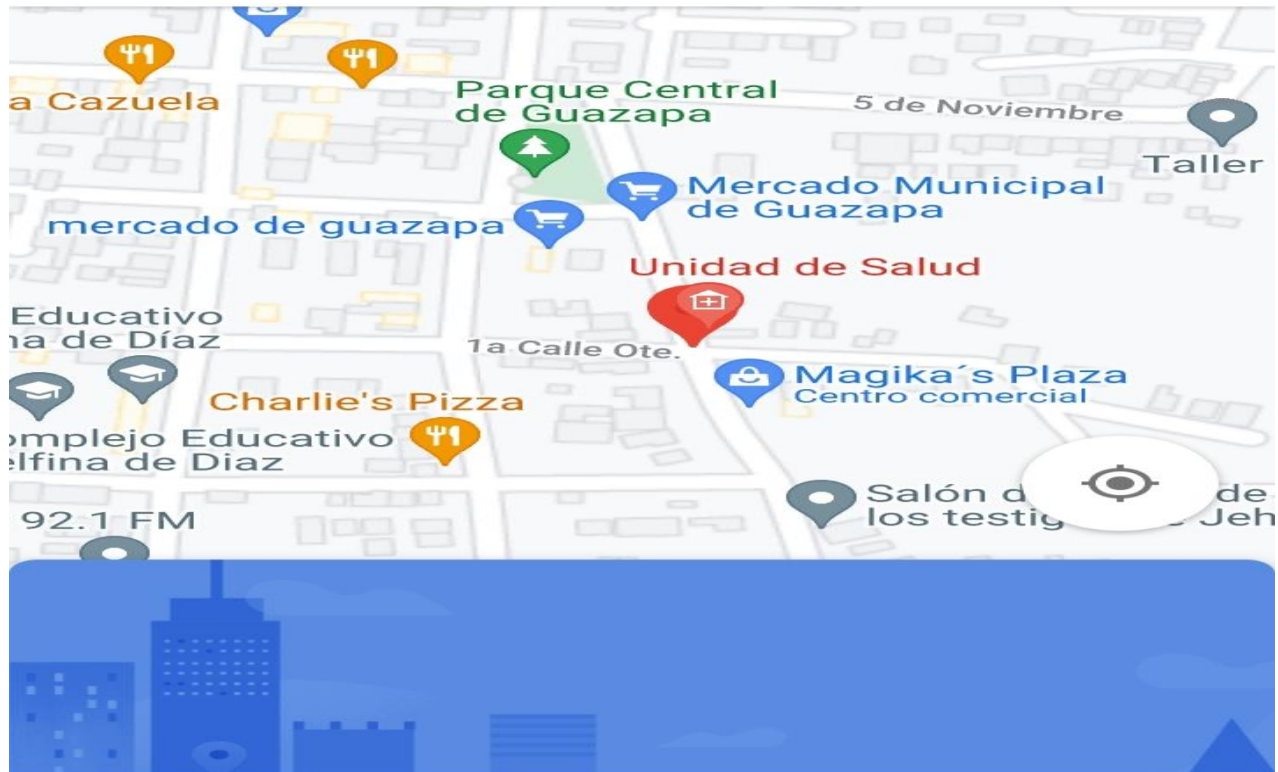 a Cazuela
Parque Central
de Guazapa
5 de Noviembre
Taller
Mercado Municipal
de Guazapa
mercado de guazapa
Unidad de Salud
Educativo
na de Díaz
1a Calle Ote.
Magika´s Plaza
Centro comercial
Charlie's Pizza
omplejo Educativo
elfina de Diaz
Salón d de
los testig e Jeh
92.1 FM